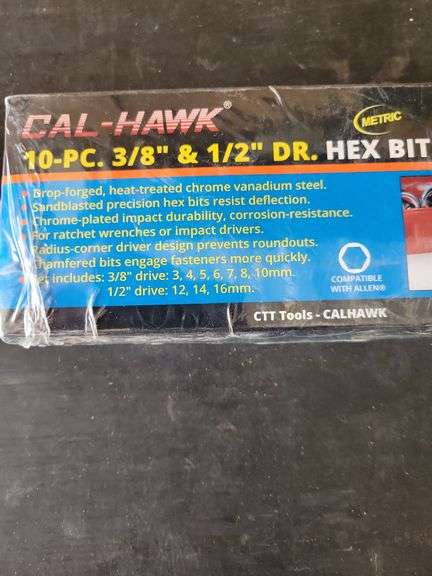 CAL-HAWK®
METRIC
10-PC. 3/8" & 1/2" DR. HEX BIT
Drop-forged, heat-treated chrome vanadium steel.
Sandblasted precision hex bits resist deflection.
Chrome-plated impact durability, corrosion-resistance.
For ratchet wrenches or impact drivers.
Radius-corner driver design prevents roundouts.
Chamfered bits engage fasteners more quickly.
Set includes: 3/8" drive: 3, 4, 5, 6, 7, 8, 10mm.
1/2" drive: 12, 14, 16mm.
COMPATIBLE
WITH ALLEN®
CTT Tools - CALHAWK